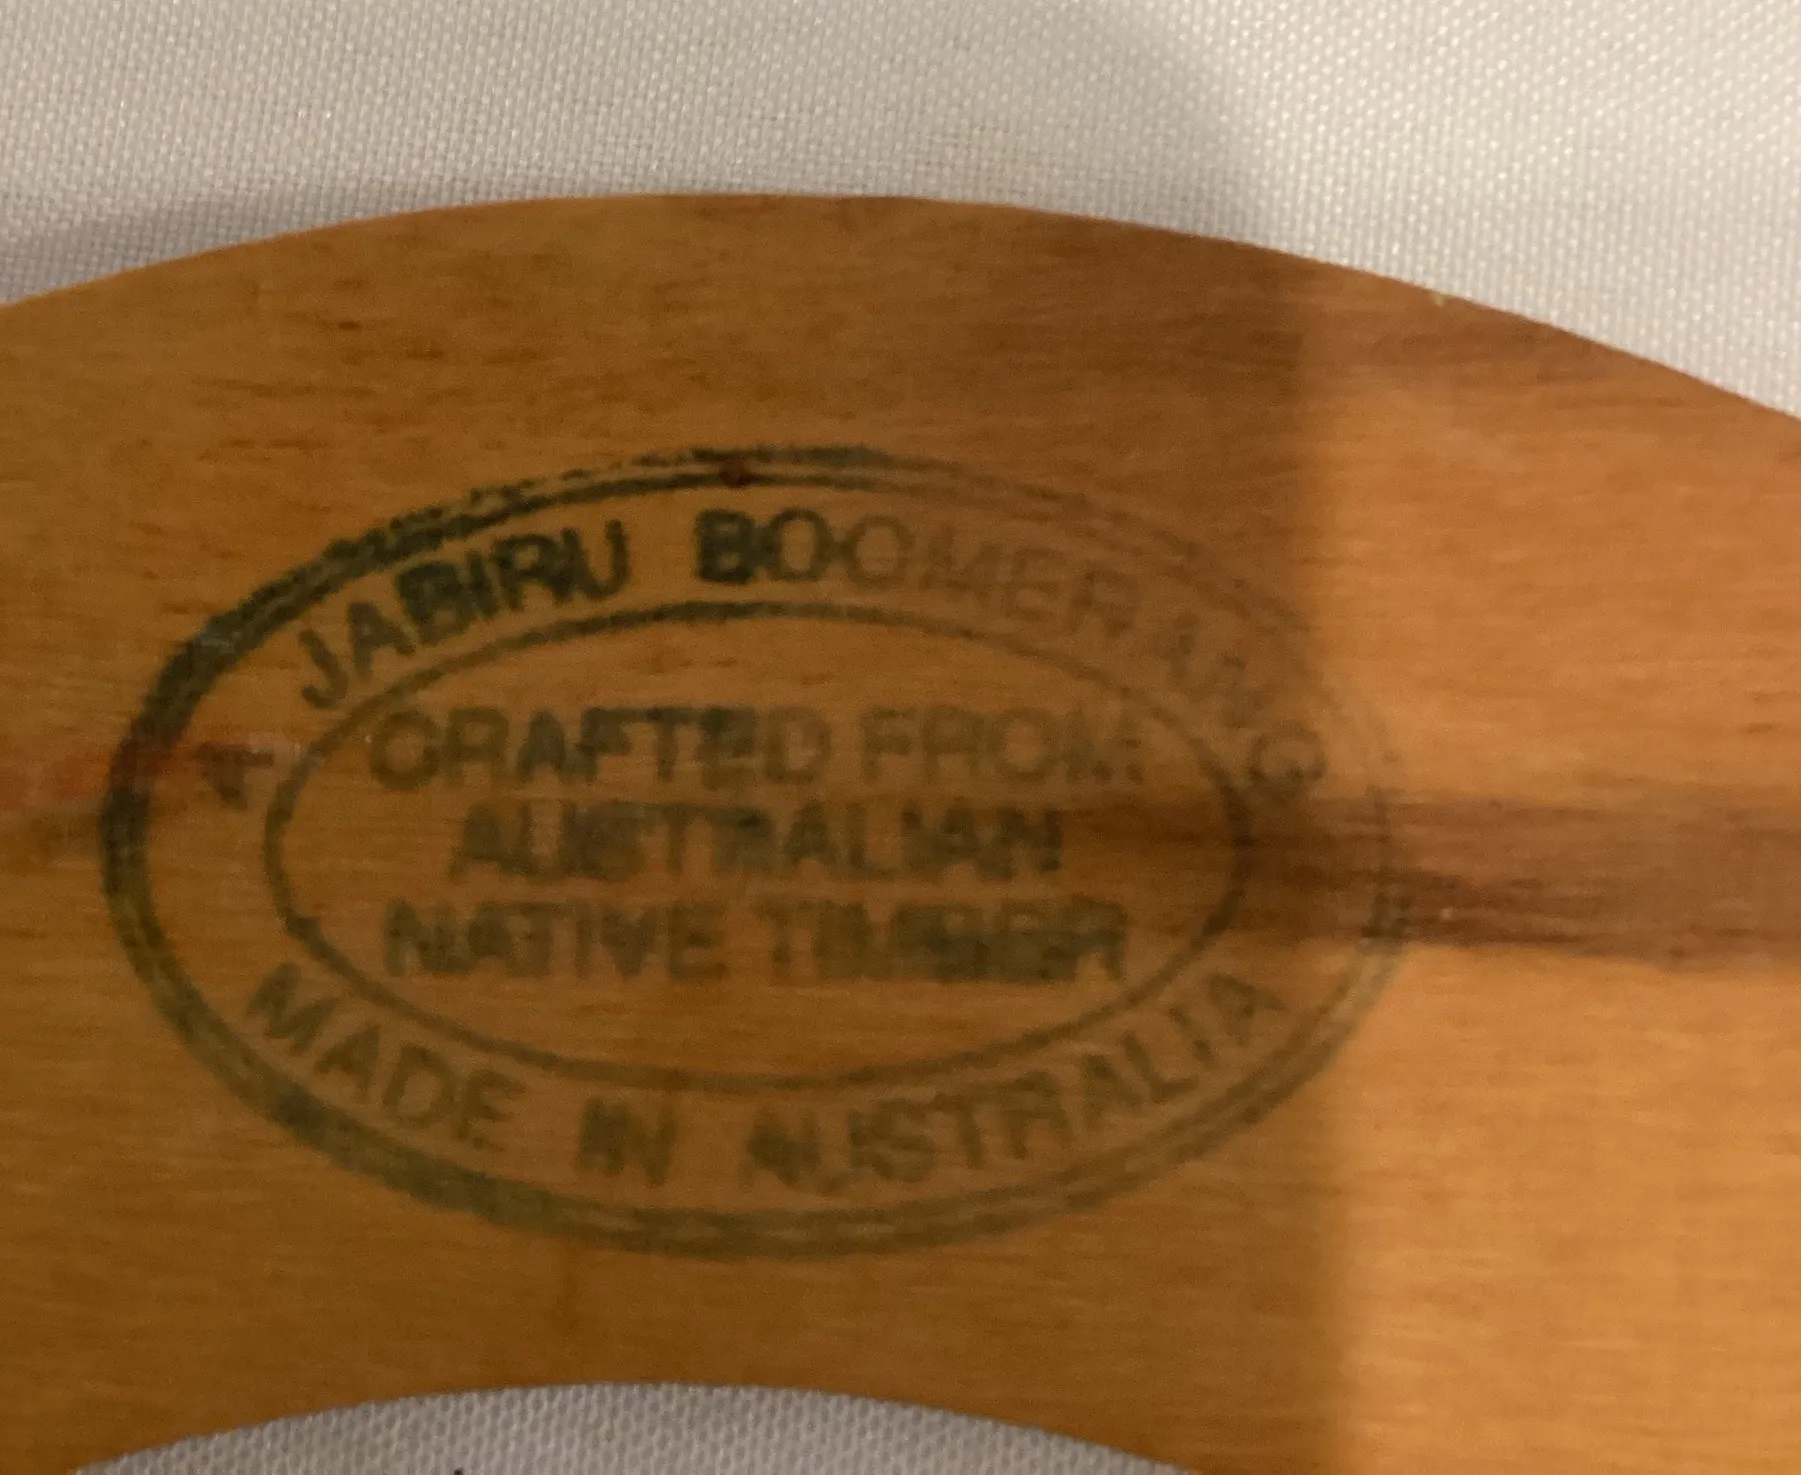 A JABIRU BOOMERANG
CRAFTED FROM
AUSTRALIAN
NATIVE TIMBER
MADE IN AUSTRALIA